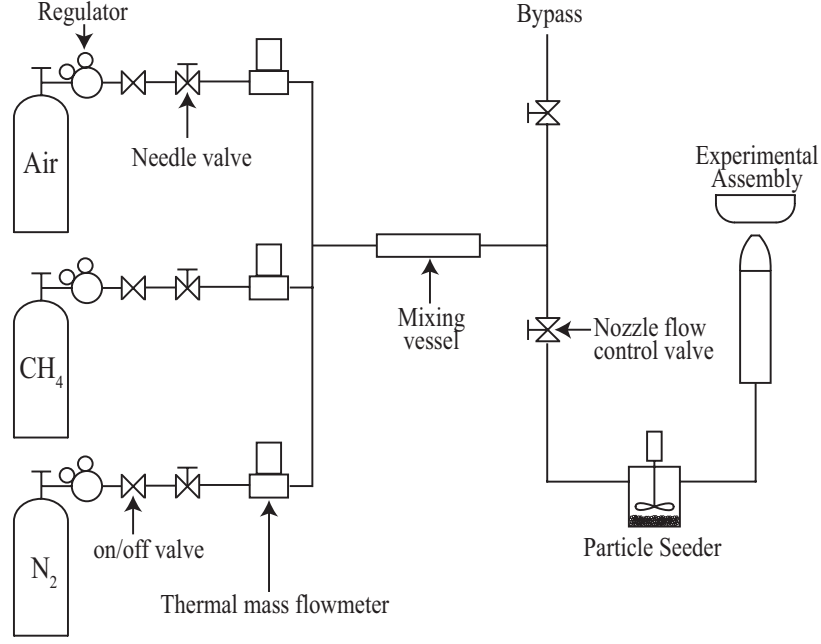 Regulator
Bypass
Air
Needle valve
Experimental
Assembly
CH₄
Mixing
vessel
Nozzle flow
control valve
N₂
on/off valve
Particle Seeder
Thermal mass flowmeter